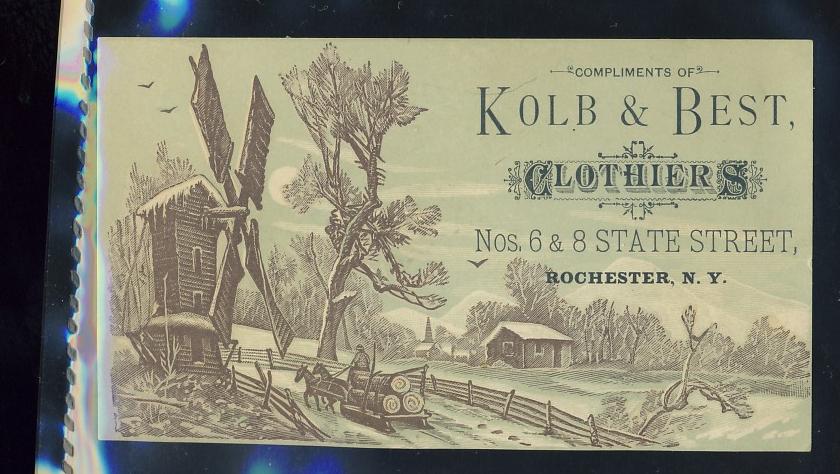 COMPLIMENTS OF
KOLB & BEST,
CLOTHIERS
Nos. 6 & 8 STATE STREET,
ROCHESTER, N. Y.